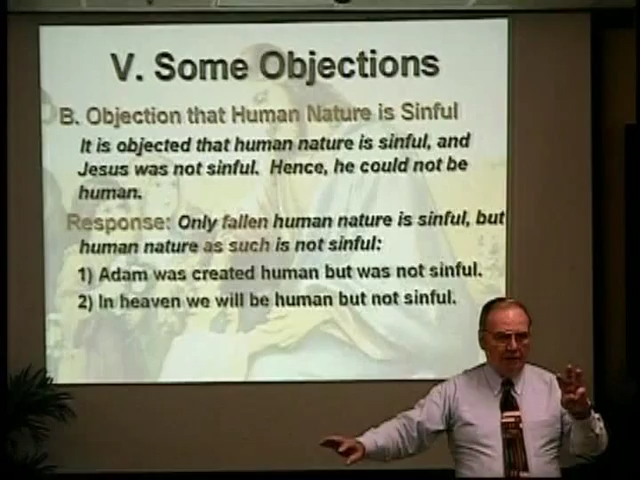 V. Some Objections
B. Objection that Human Nature is Sinful
It is objected that human nature is sinful, and
Jesus was not sinful. Hence, he could not be
human.
Response: Only fallen human nature is sinful, but
human nature as such is not sinful:
1) Adam was created human but was not sinful.
2) In heaven we will be human but not sinful.